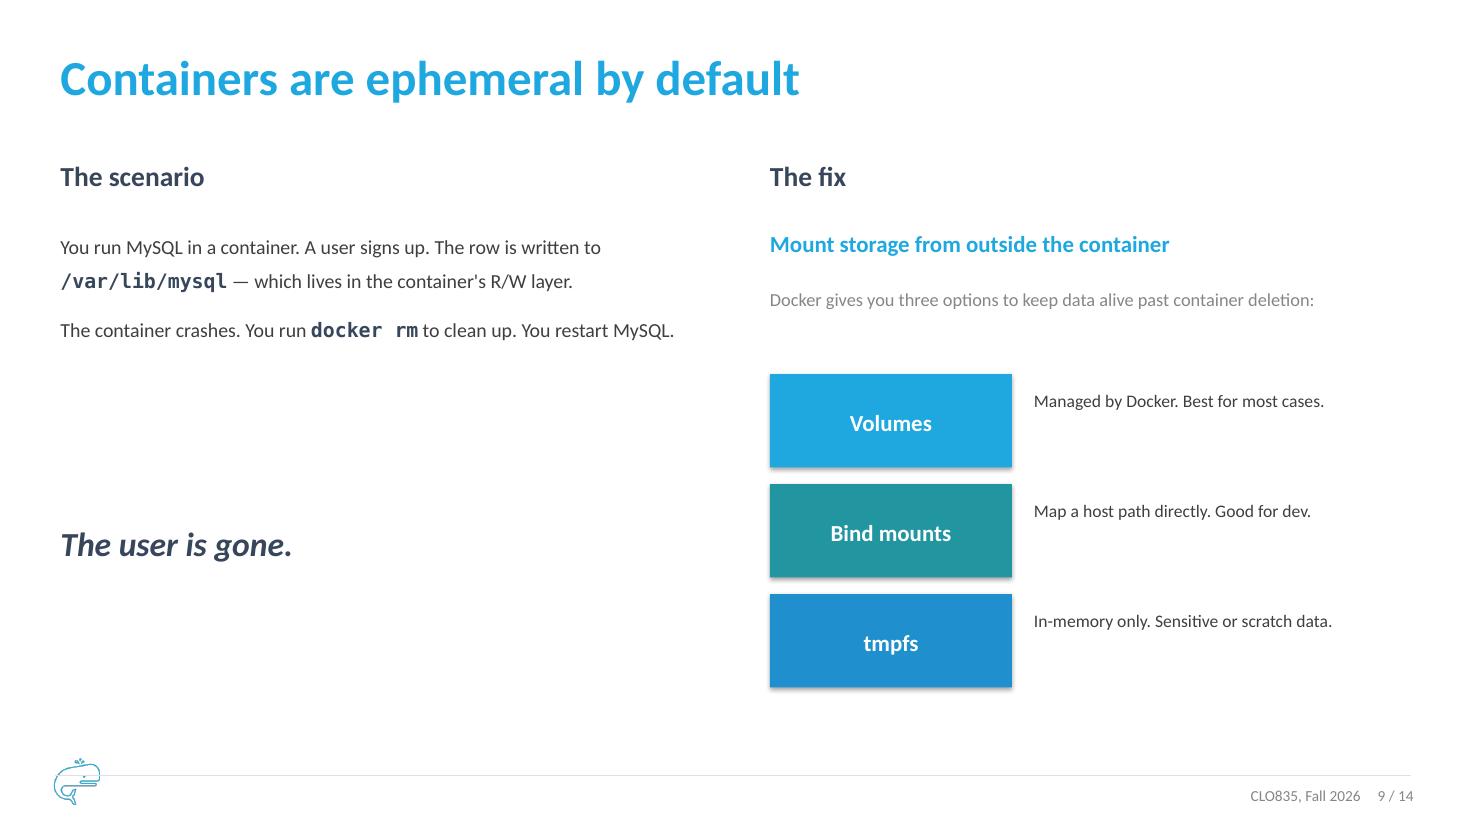 Containers are ephemeral by default
The scenario
You run MySQL in a container. A user signs up. The row is written to
/var/lib/mysql — which lives in the container's R/W layer.
The container crashes. You run docker rm to clean up. You restart MySQL.
The user is gone.
The fix
Mount storage from outside the container
Docker gives you three options to keep data alive past container deletion:
Volumes
Managed by Docker. Best for most cases.
Bind mounts
Map a host path directly. Good for dev.
tmpfs
In-memory only. Sensitive or scratch data.
CLO835, Fall 2026 9 / 14